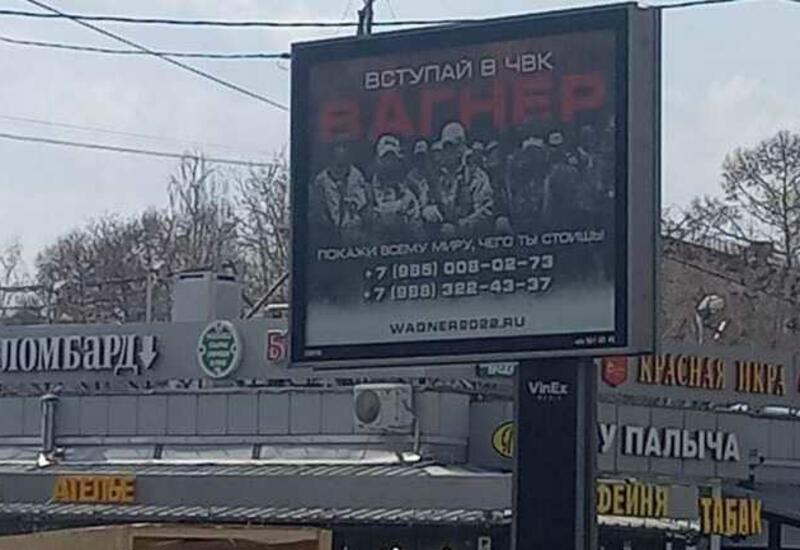 ВСТУПАЙ В ЧВК
ВАГНЕР
ПОКАЖИ ВСЕМУ МИРУ, ЧЕГО ТЫ СТОИШЬ!
+7 (985) 008-02-73
+7 (988) 322-43-37
WAGNER2022.RU
VinEx
ЛОМБАРД
КРАСНАЯ ИКРА
У ПАЛЫЧА
АТЕЛЬЕ
ФЕЙНЯ
ТАБАК